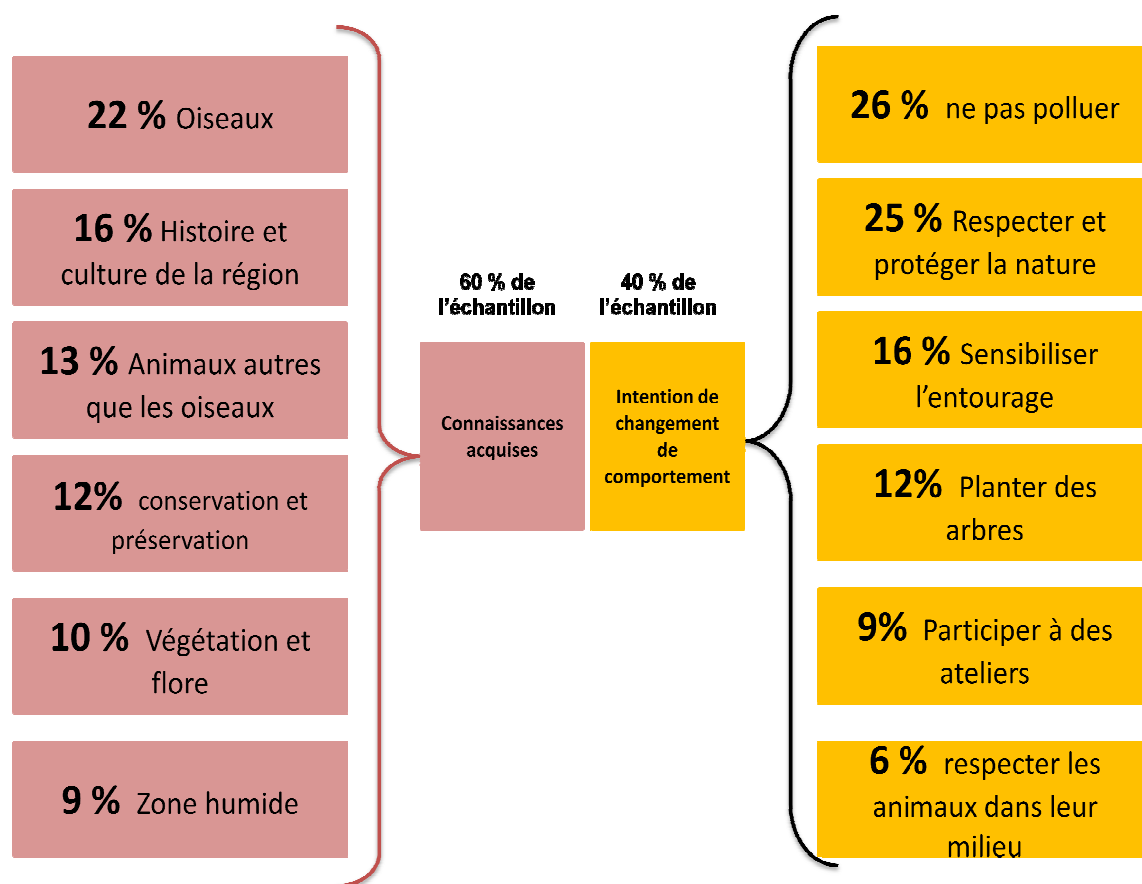 22 % Oiseaux
16 % Histoire et
culture de la région
13 % Animaux autres
que les oiseaux
12% conservation et
préservation
10 % Végétation et
flore
9 % Zone humide
60 % de
l'échantillon
Connaissances
acquises
40 % de
l'échantillon
Intention de
changement
de
comportement
26 % ne pas polluer
25 % Respecter et
protéger la nature
16 % Sensibiliser
l'entourage
12% Planter des
arbres
9% Participer à des
ateliers
6 % respecter les
animaux dans leur
milieu